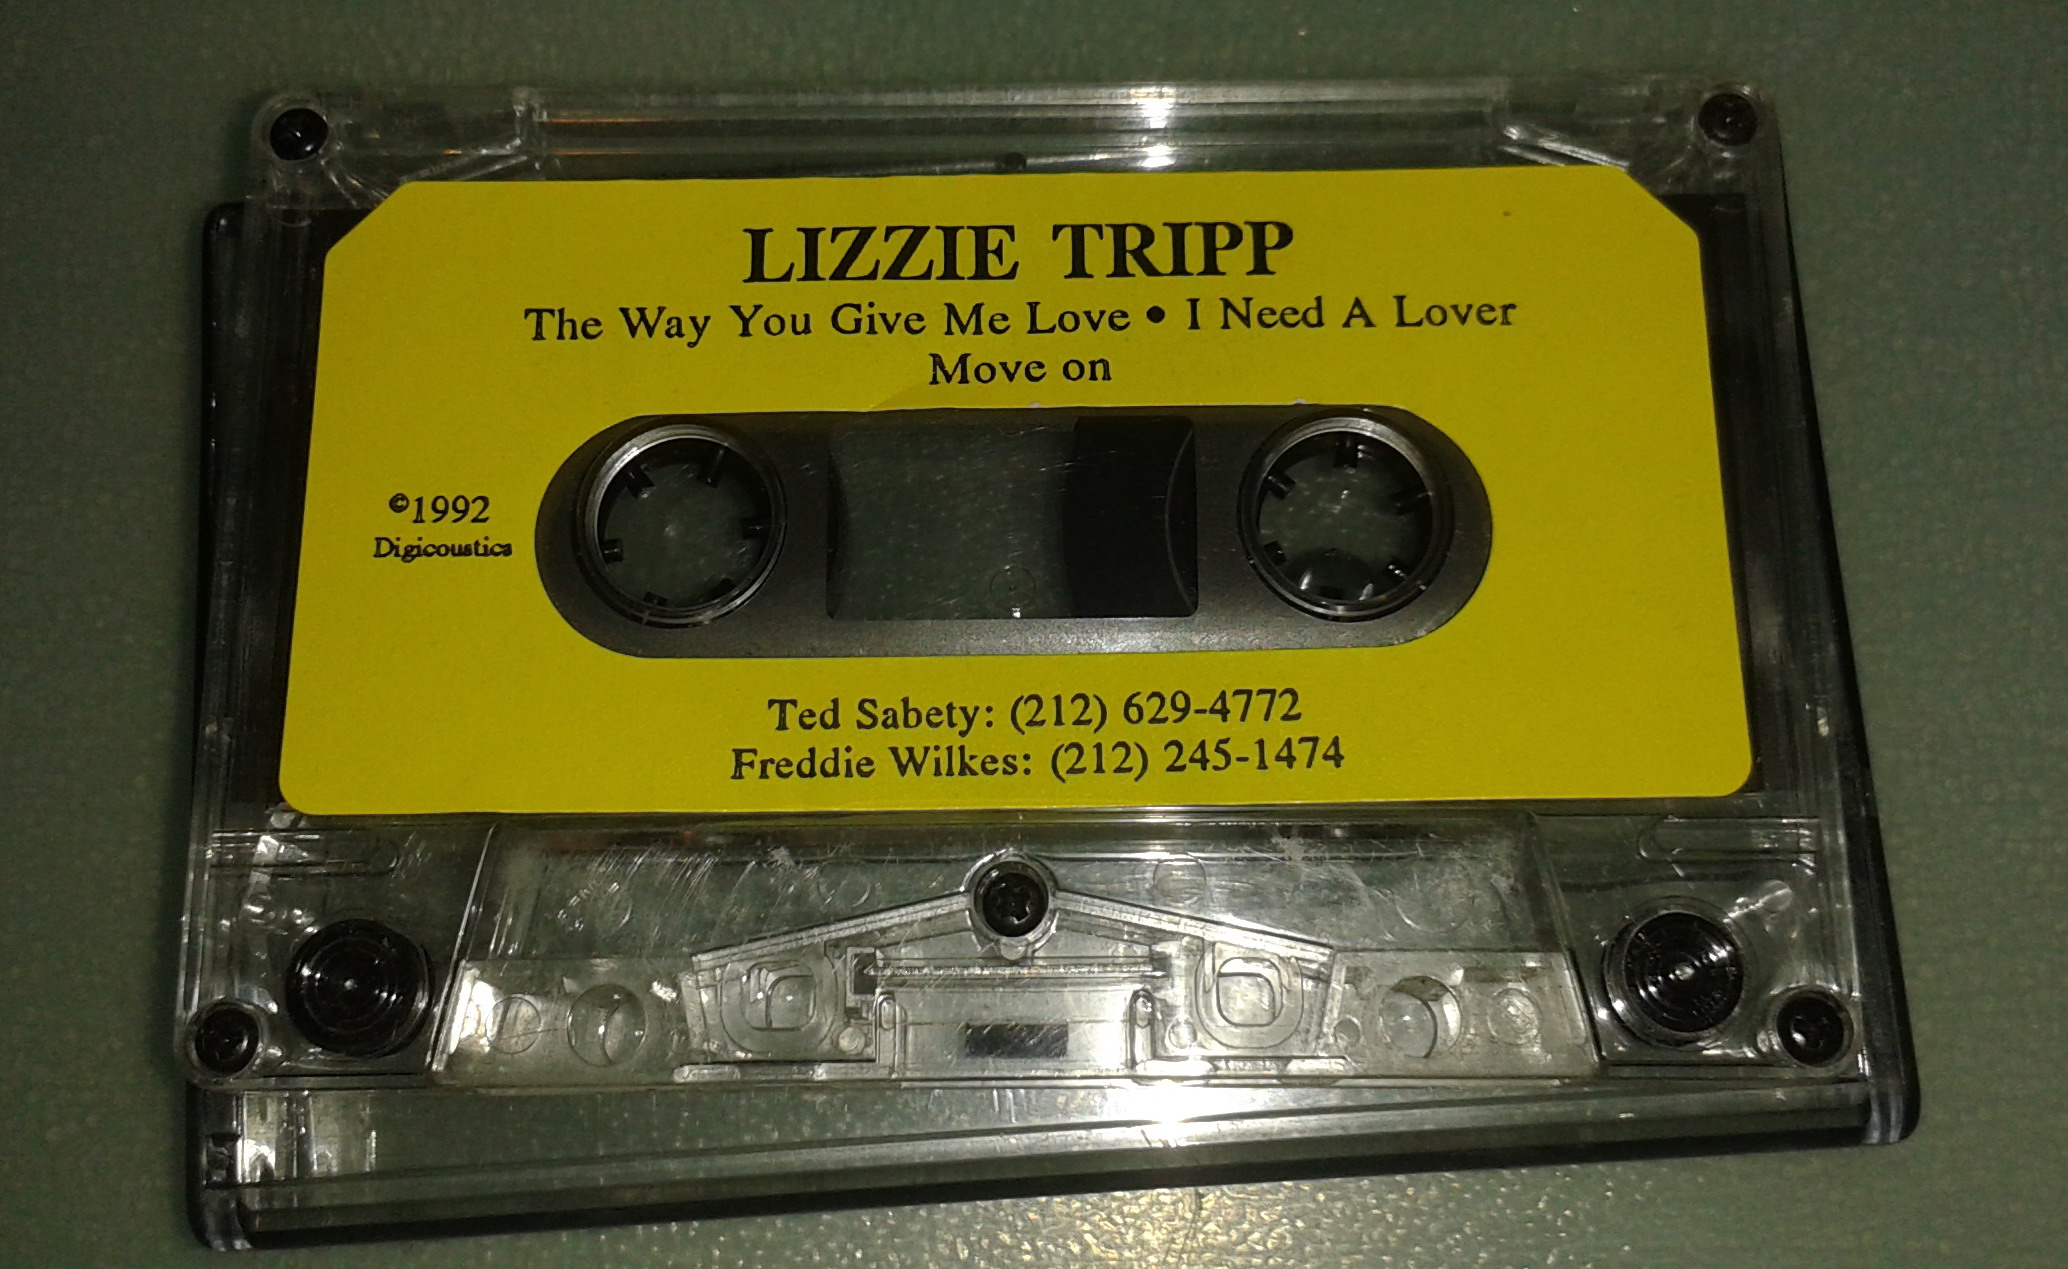 LIZZIE TRIPP
The Way You Give Me Love • I Need A Lover
Move on
©1992
Digicoustics
Ted Sabety: (212) 629-4772
Freddie Wilkes: (212) 245-1474